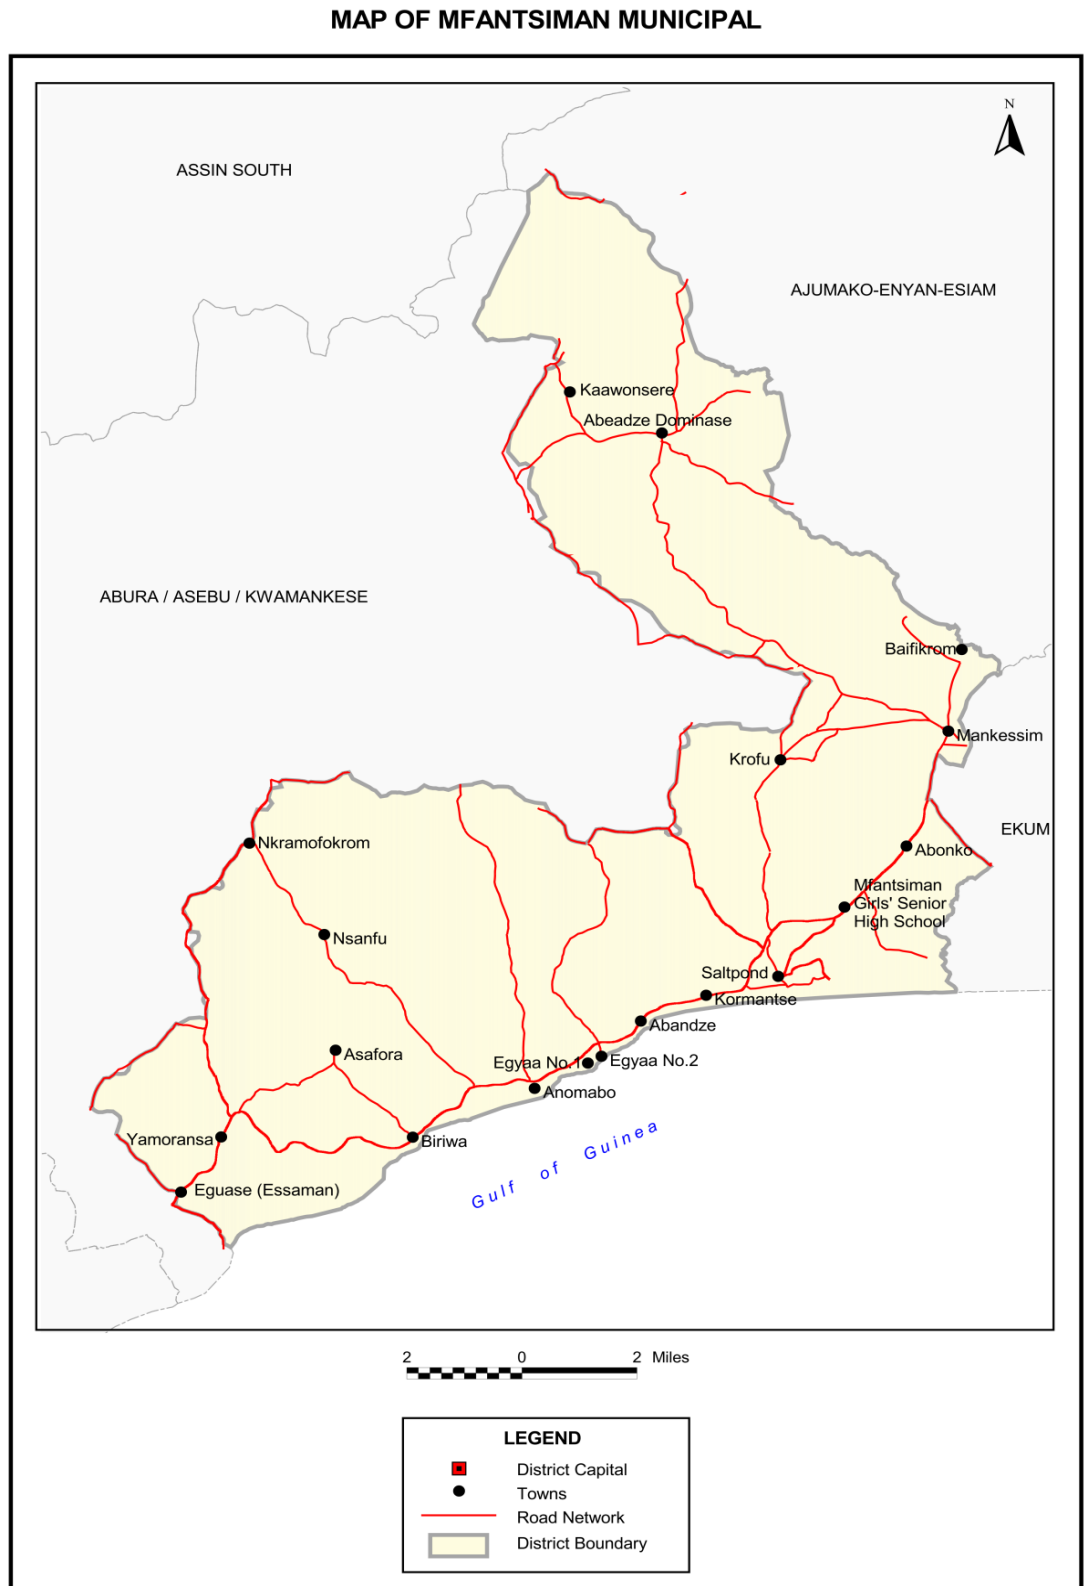 MAP OF MFANTSIMAN MUNICIPAL
N
ASSIN SOUTH
AJUMAKO-ENYAN-ESIAM
Kaawonsere
Abeadze Dominase
ABURA / ASEBU / KWAMANKESE
Baifikrom
Mankessim
Krofu
EKUM
Nkramofokrom
Abonko
Mfantsiman
Girls' Senior
High School
Nsanfu
Saltpond
Kormantse
Abandze
Asafora
Egyaa No.1
Egyaa No.2
Anomabo
Yamoransa
Biriwa
Gulf of Guinea
Eguase (Essaman)
2 0 2 Miles
LEGEND
District Capital
Towns
Road Network
District Boundary